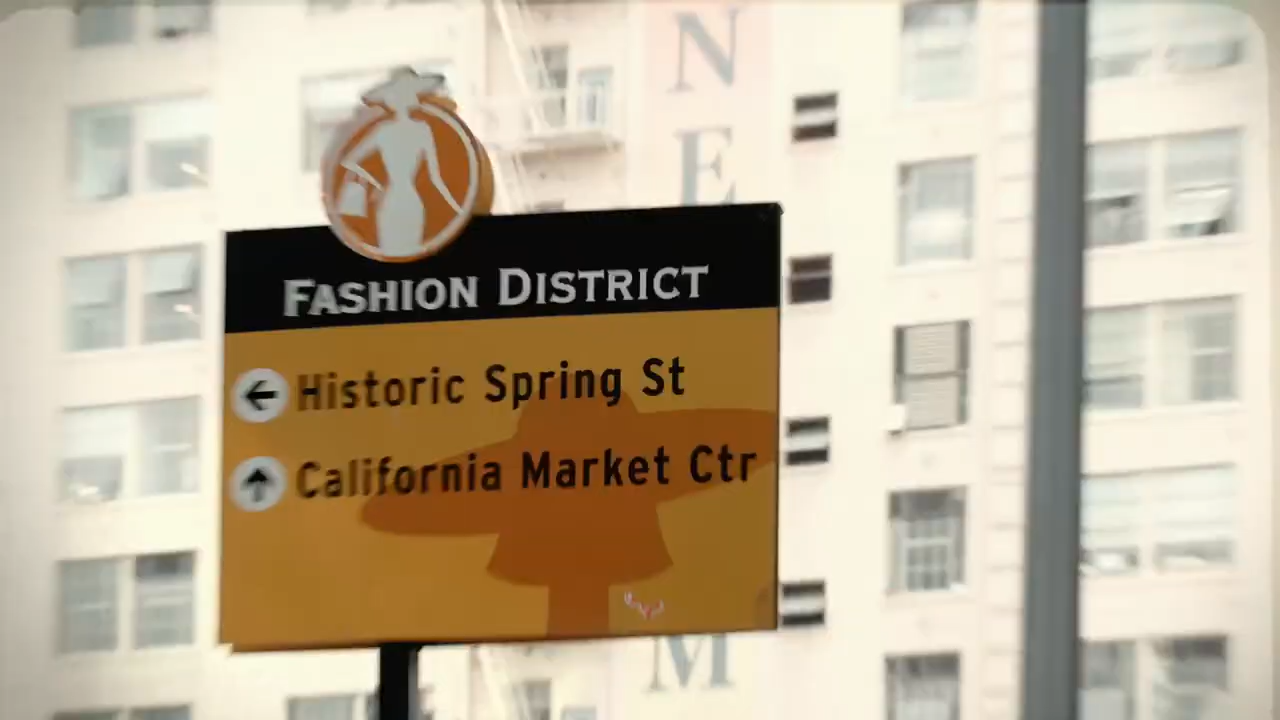 N
E
FASHION DISTRICT
Historic Spring St
California Market Ctr
M